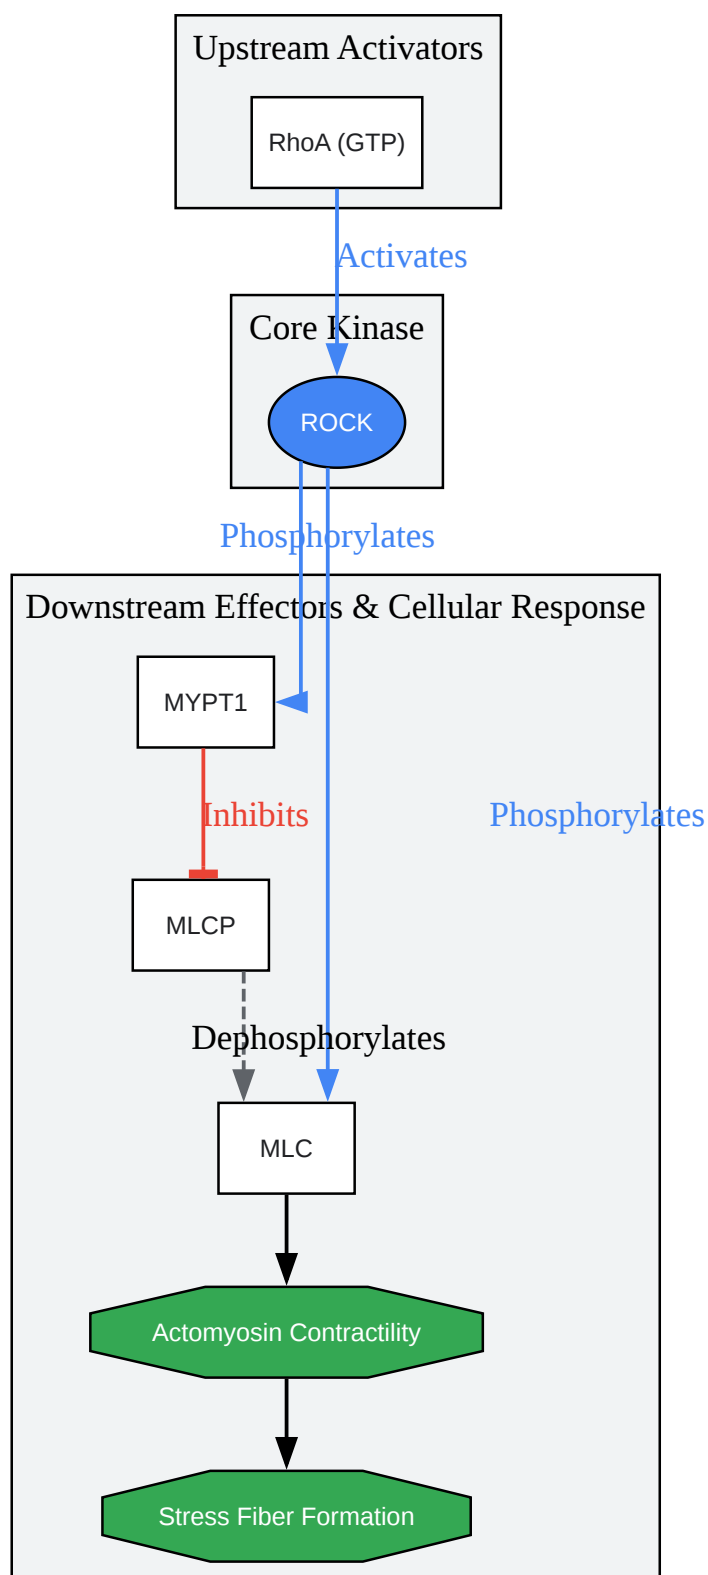 Upstream Activators
RhoA (GTP)
Activates
Core Kinase
ROCK
Phosphorylates
Downstream Effectors & Cellular Response
MYPT1
Inhibits
Phosphorylates
MLCP
Dephosphorylates
MLC
Actomyosin Contractility
Stress Fiber Formation